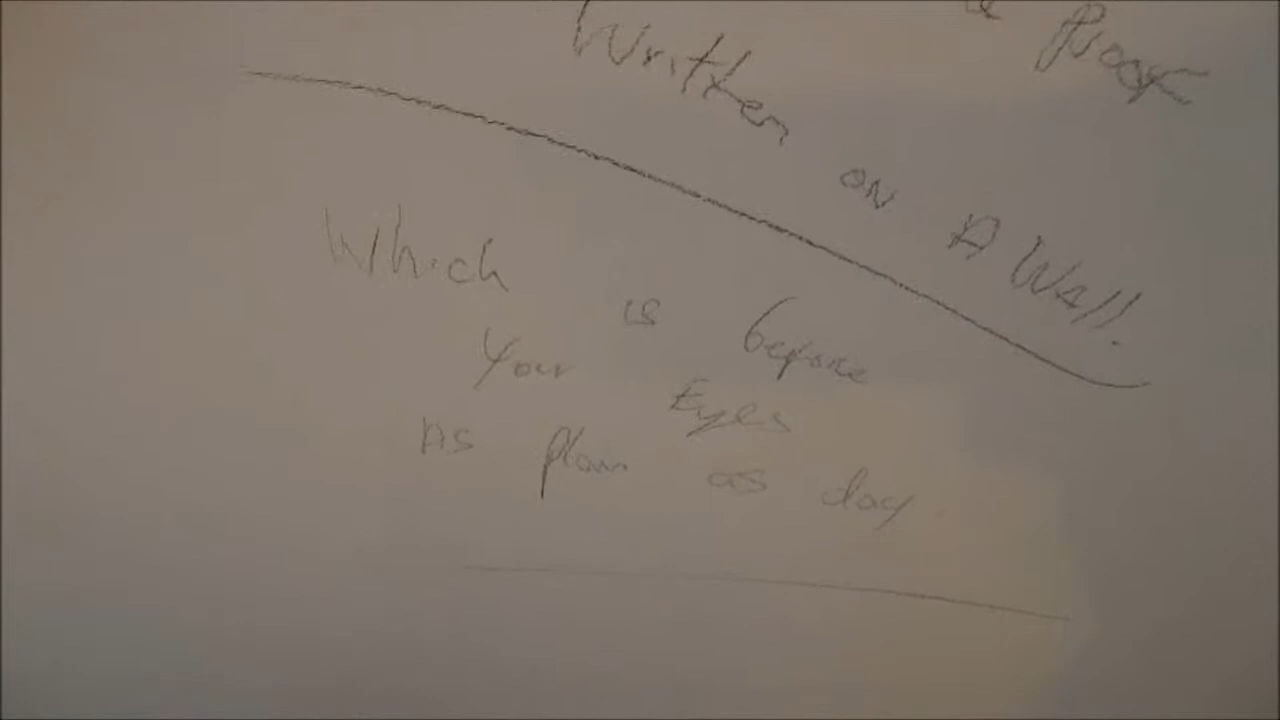 Proof
Written on A Wall.
Which is before
Your Eyes
As plain as day